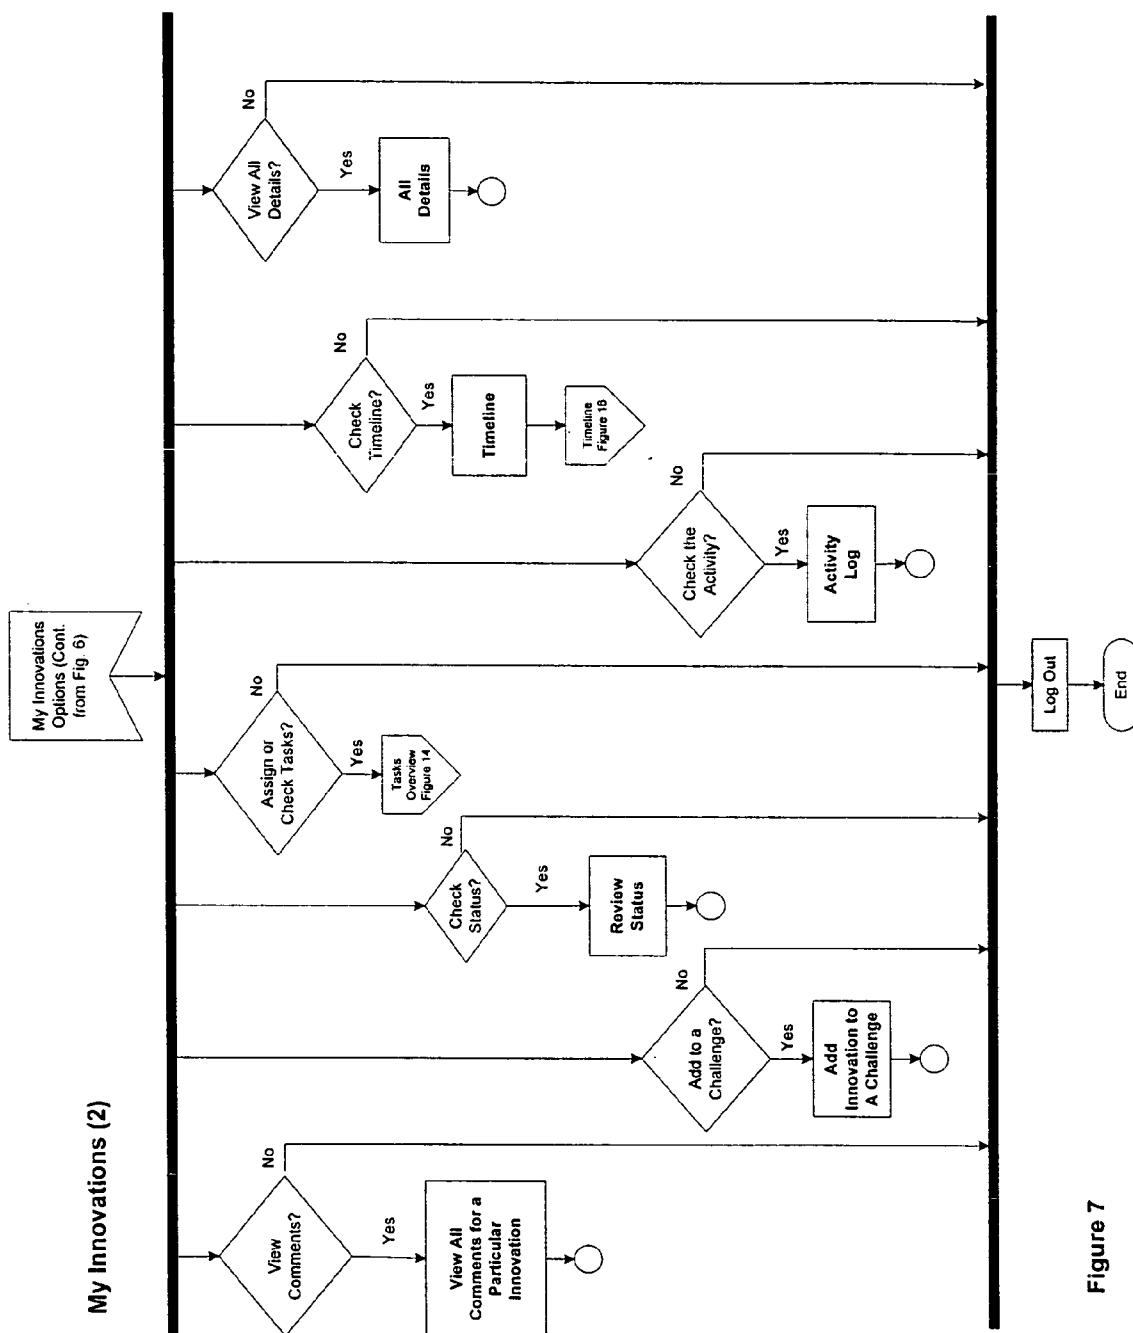 My Innovations (2)
My Innovations
Options (Cont.
from Fig. 6)
View
Comments?
No
Yes
View All
Comments for a
Particular
Innovation
Add to a
Challenge?
No
Yes
Add
Innovation to
A Challenge
Check
Status?
No
Yes
Review
Status
Assign or
Check Tasks?
No
Yes
Tasks
Overview
Figure 14
Check the
Activity?
No
Yes
Activity
Log
Check
Timeline?
No
Yes
Timeline
Timeline
Figure 16
View All
Details?
No
Yes
All
Details
Log Out
End
Figure 7